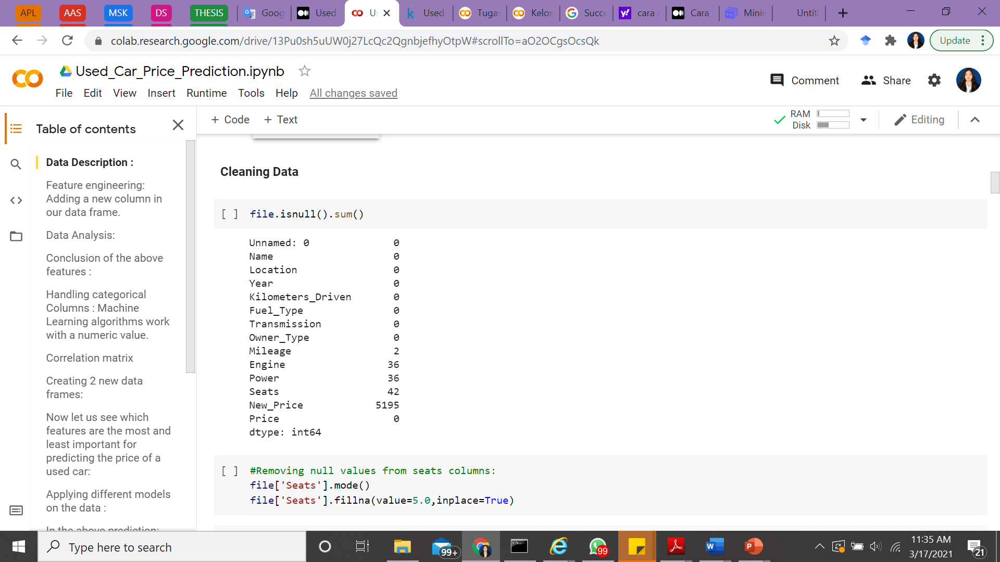 APL
AAS
MSK
DS
THESIS
Goog
Used
Us
Used
Tugas
Kelon
Succe
cara
Cara
Minin
Untitl
colab.research.google.com/drive/13Pu0sh5uUW0j27LcQc2QgnbjefhyOtpW#scrollTo=aO2OCgsOcsQk
Update
Used_Car_Price_Prediction.ipynb
File Edit View Insert Runtime Tools Help All changes saved
Comment
Share
Table of contents
+ Code + Text
RAM
Disk
Editing
Data Description :
Feature engineering:
Adding a new column in
our data frame.
Data Analysis:
Conclusion of the above
features :
Handling categorical
Columns : Machine
Learning algorithms work
with a numeric value.
Correlation matrix
Creating 2 new data
frames:
Now let us see which
features are the most and
least important for
predicting the price of a
used car:
Applying different models
on the data :
In the above prediction:
Cleaning Data
[ ] file.isnull().sum()
Unnamed: 0 0
Name 0
Location 0
Year 0
Kilometers_Driven 0
Fuel_Type 0
Transmission 0
Owner_Type 0
Mileage 2
Engine 36
Power 36
Seats 42
New_Price 5195
Price 0
dtype: int64
[ ] #Removing null values from seats columns:
file['Seats'].mode()
file['Seats'].fillna(value=5.0,inplace=True)
Type here to search
99+
99
11:35 AM
3/17/2021
21